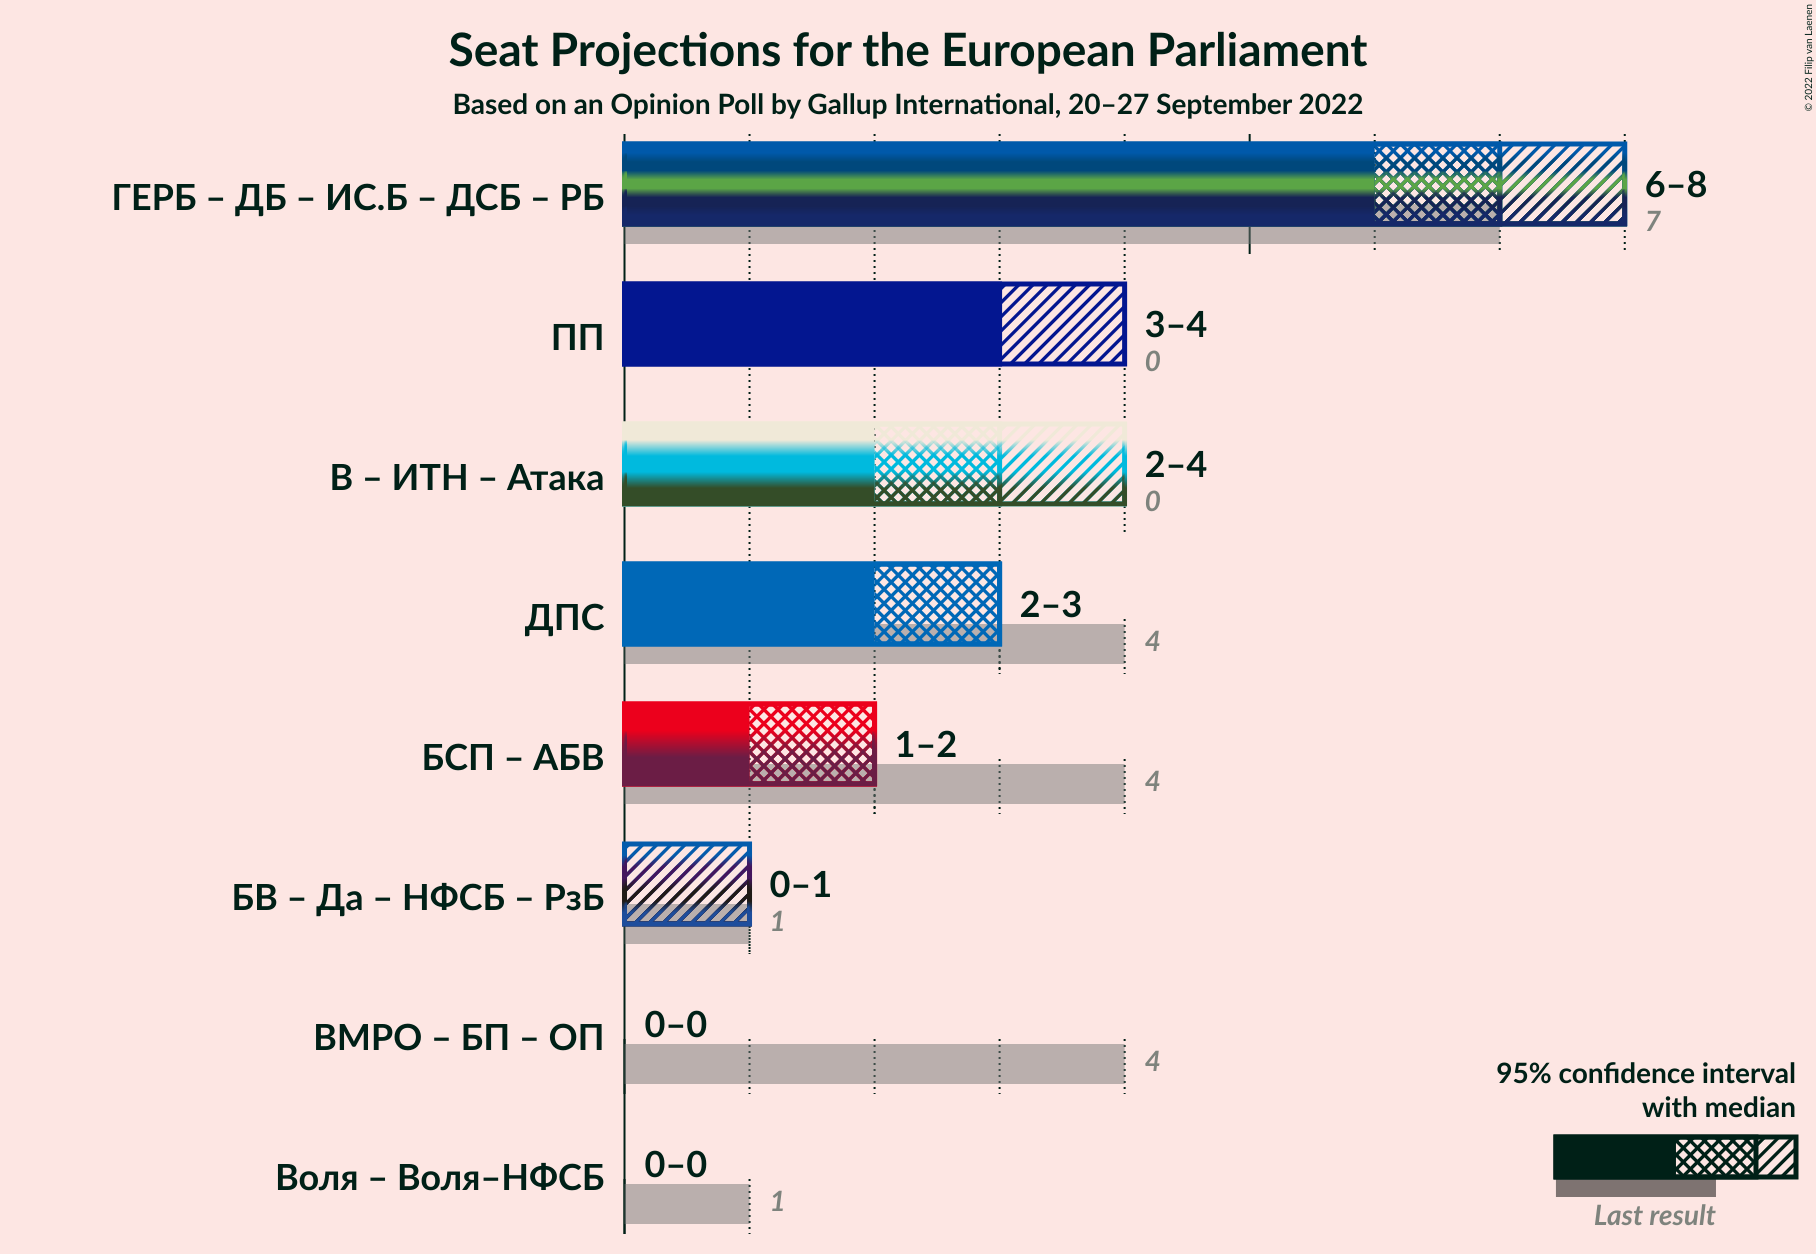 Seat Projections for the European Parliament
Based on an Opinion Poll by Gallup International, 20–27 September 2022
© 2022 Filip van Laenen
ГЕРБ – ДБ – ИС.Б – ДСБ – РБ
6–8
7
ПП
3–4
0
В – ИТН – Атака
2–4
0
ДПС
2–3
4
БСП – АБВ
1–2
4
БВ – Да – НФСБ – РзБ
0–1
1
ВМРО – БП – ОП
0–0
4
Воля – Воля–НФСБ
0–0
1
95% confidence interval
with median
Last result